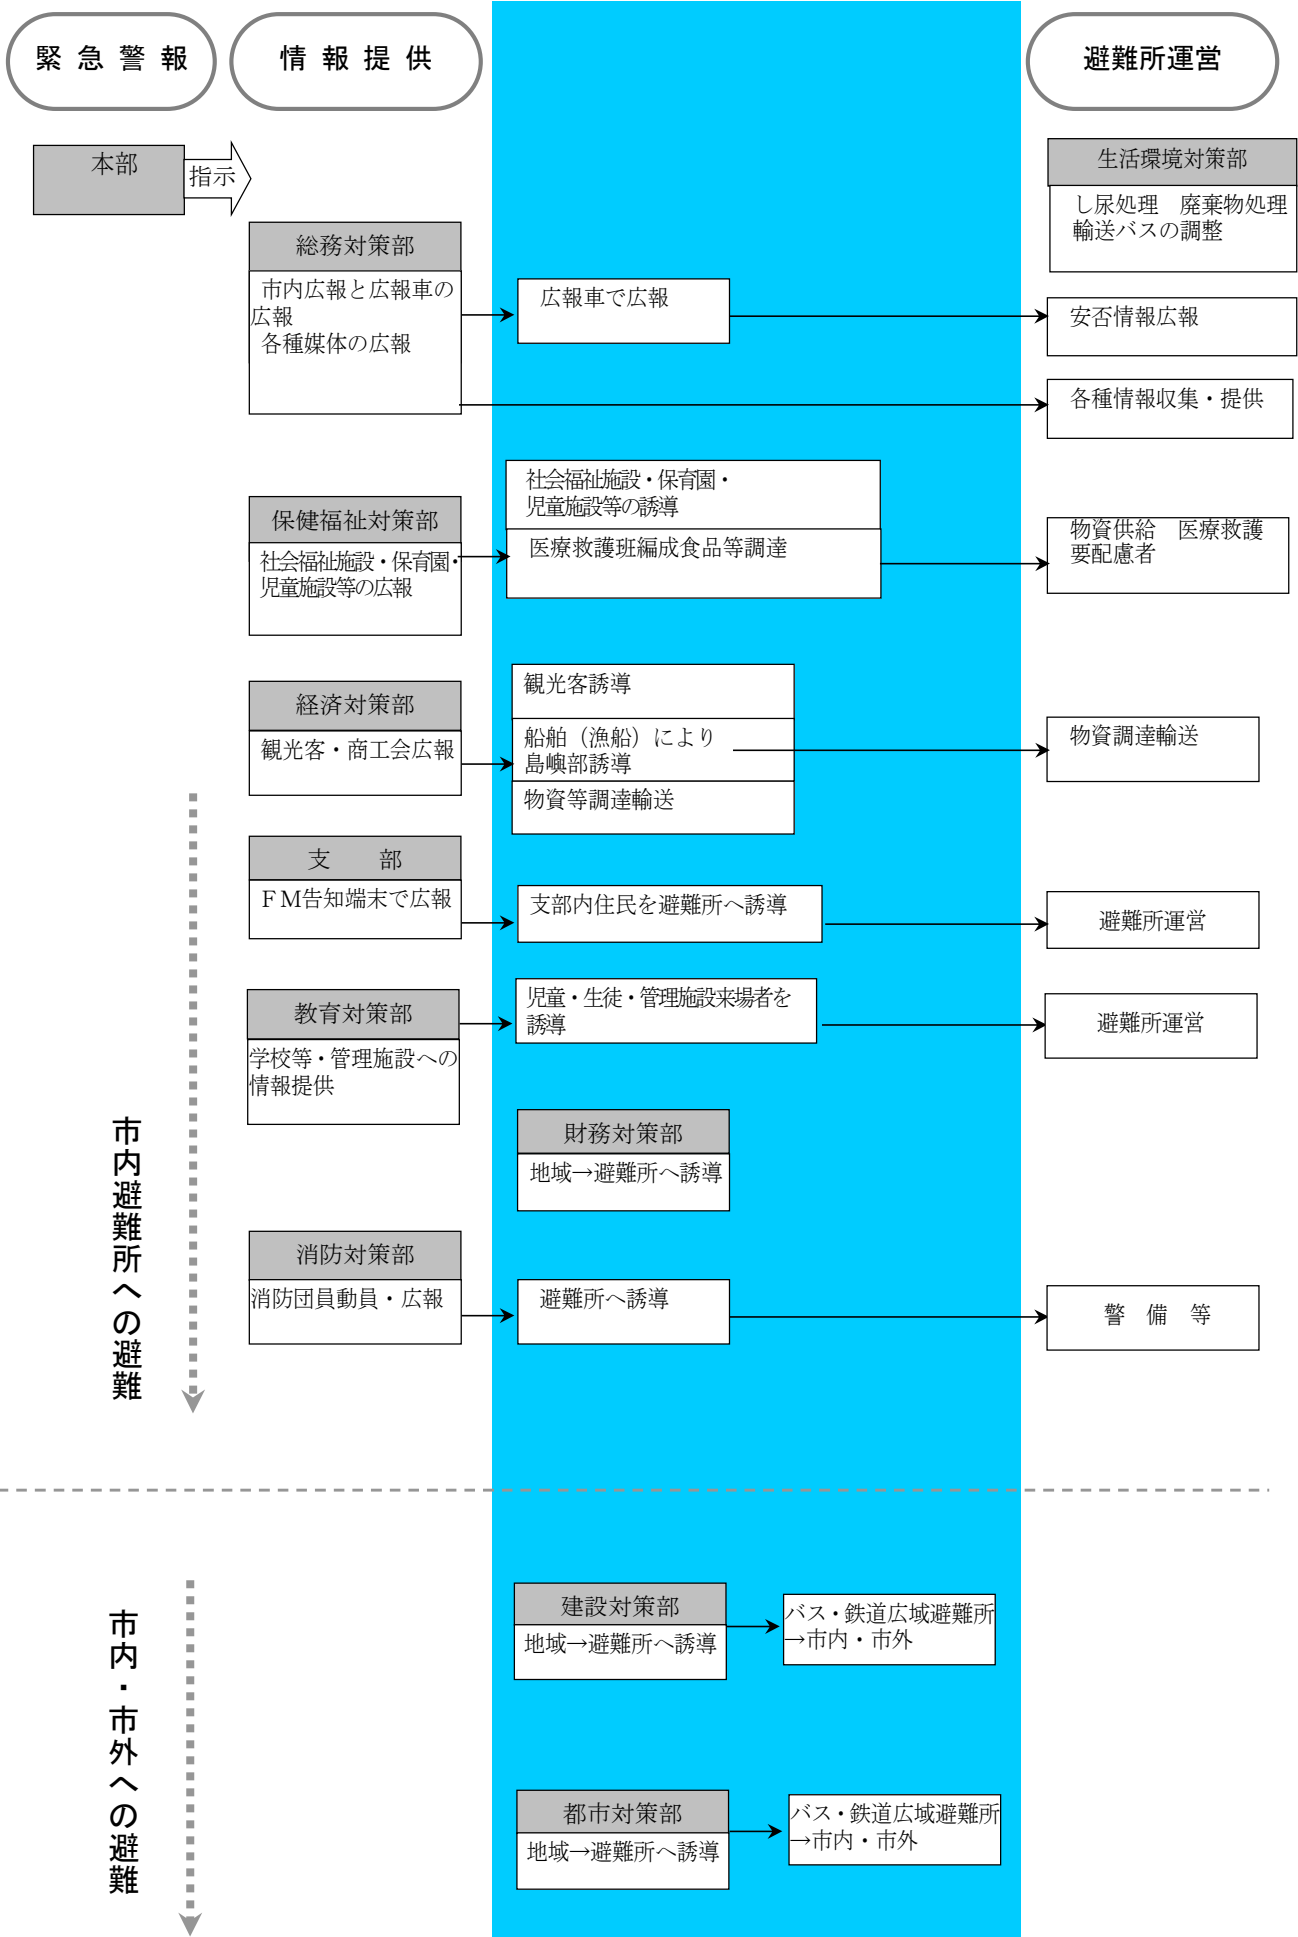 緊急警報
情報提供
避難所運営
本部
指示
生活環境対策部
し尿処理　廃棄物処理
輸送バスの調整
総務対策部
市内広報と広報車の
広報
各種媒体の広報
広報車で広報
安否情報広報
各種情報収集・提供
保健福祉対策部
社会福祉施設・保育園・
児童施設等の広報
社会福祉施設・保育園・
児童施設等の誘導
医療救護班編成食品等調達
物資供給　医療救護
要配慮者
経済対策部
観光客・商工会広報
観光客誘導
船舶（漁船）により
島嶼部誘導
物資等調達輸送
物資調達輸送
支　　部
ＦＭ告知端末で広報
支部内住民を避難所へ誘導
避難所運営
教育対策部
学校等・管理施設への
情報提供
児童・生徒・管理施設来場者を
誘導
避難所運営
財務対策部
地域→避難所へ誘導
消防対策部
消防団員動員・広報
避難所へ誘導
警　備　等
市内避難所への避難
建設対策部
地域→避難所へ誘導
バス・鉄道広域避難所
→市内・市外
都市対策部
地域→避難所へ誘導
バス・鉄道広域避難所
→市内・市外
市内・市外への避難